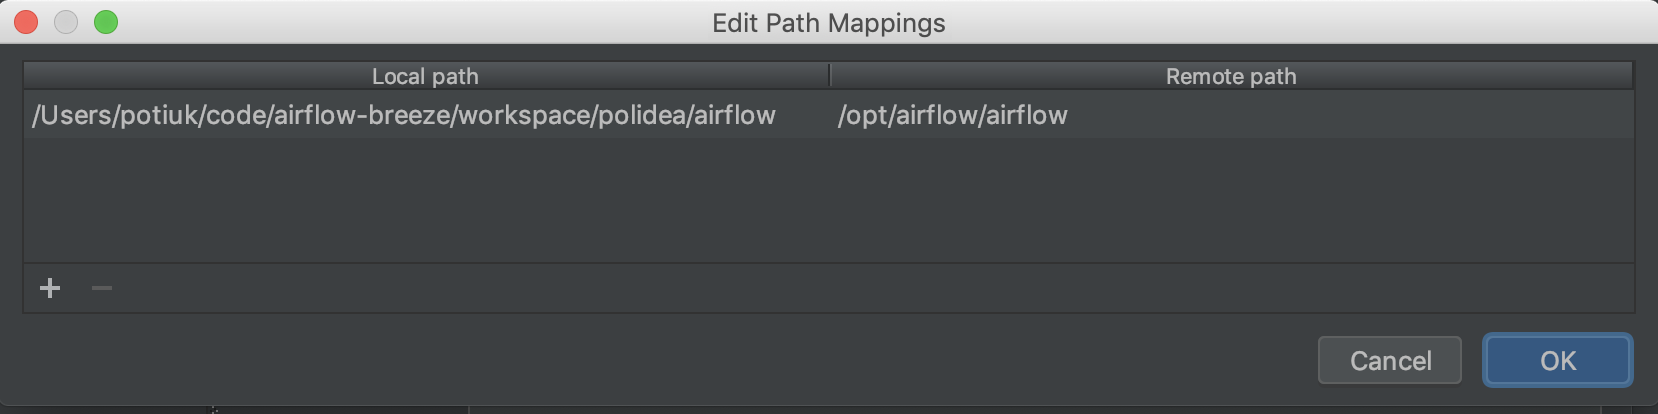 Edit Path Mappings
Local path Remote path
/Users/potiuk/code/airflow-breeze/workspace/polidea/airflow /opt/airflow/airflow
Cancel OK